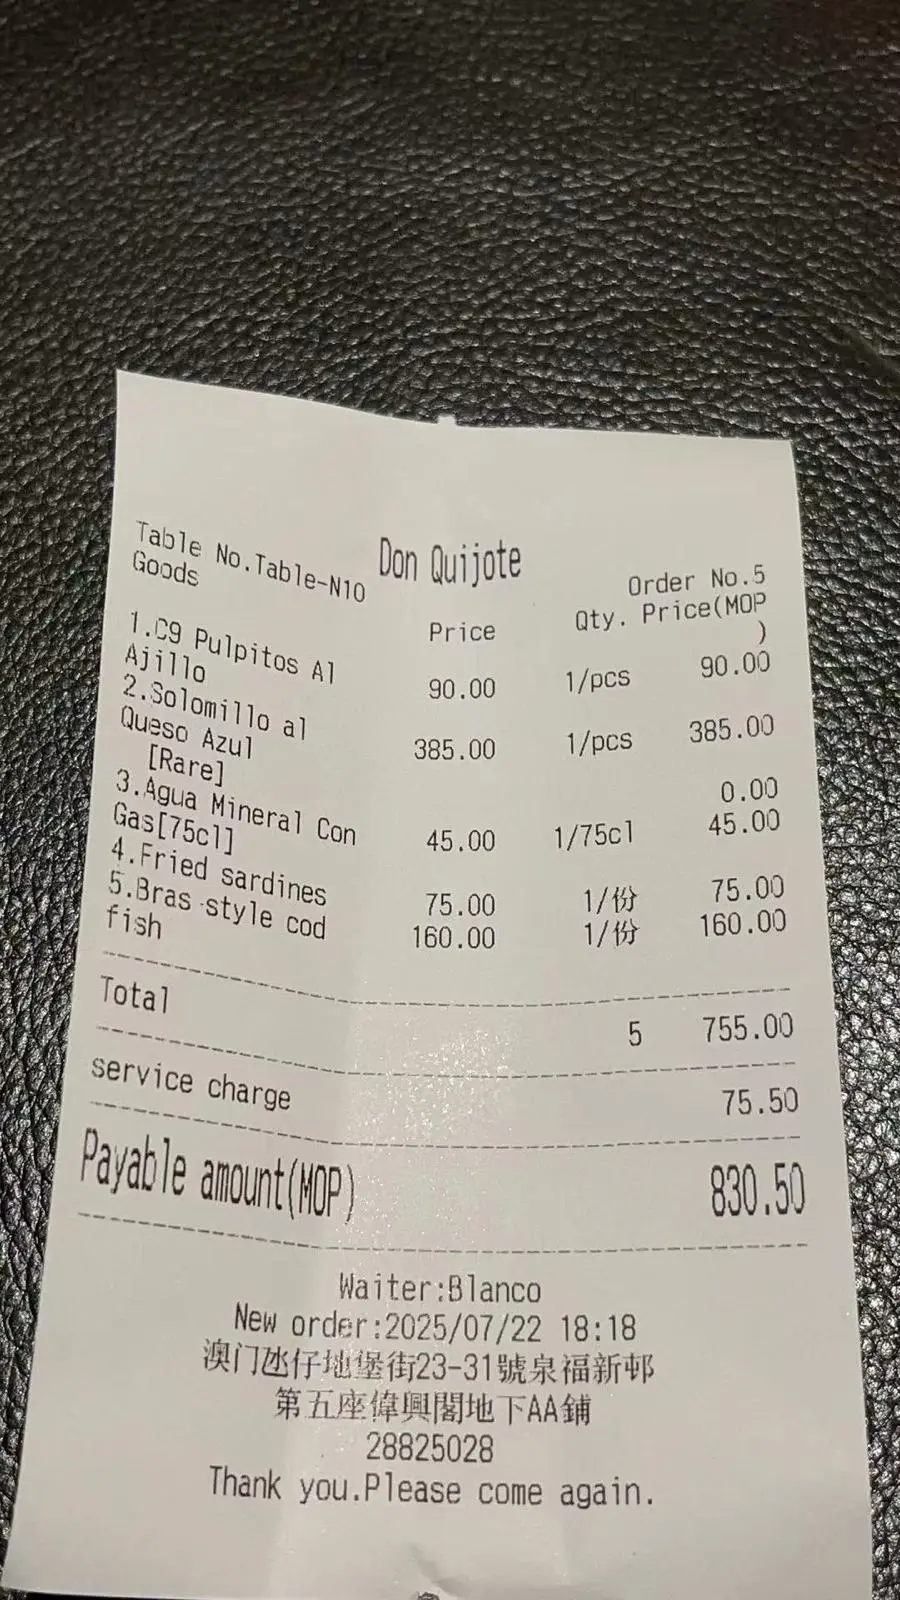 Don Quijote
Table No.Table-N10 Order No.5
Goods Price Qty. Price(MOP
)
1.C9 Pulpitos Al
Ajillo 90.00 1/pcs 90.00
2.Solomillo al
Queso Azul 385.00 1/pcs 385.00
[Rare] 0.00
3.Agua Mineral Con
Gas[75cl] 45.00 1/75cl 45.00
4.Fried sardines 75.00 1/份 75.00
5.Bras style cod
fish 160.00 1/份 160.00
Total 5 755.00
service charge 75.50
Payable amount(MOP) 830.50
Waiter:Blanco
New order:2025/07/22 18:18
澳门氹仔地堡街23-31號泉福新邨
第五座偉興閣地下AA鋪
28825028
Thank you.Please come again.